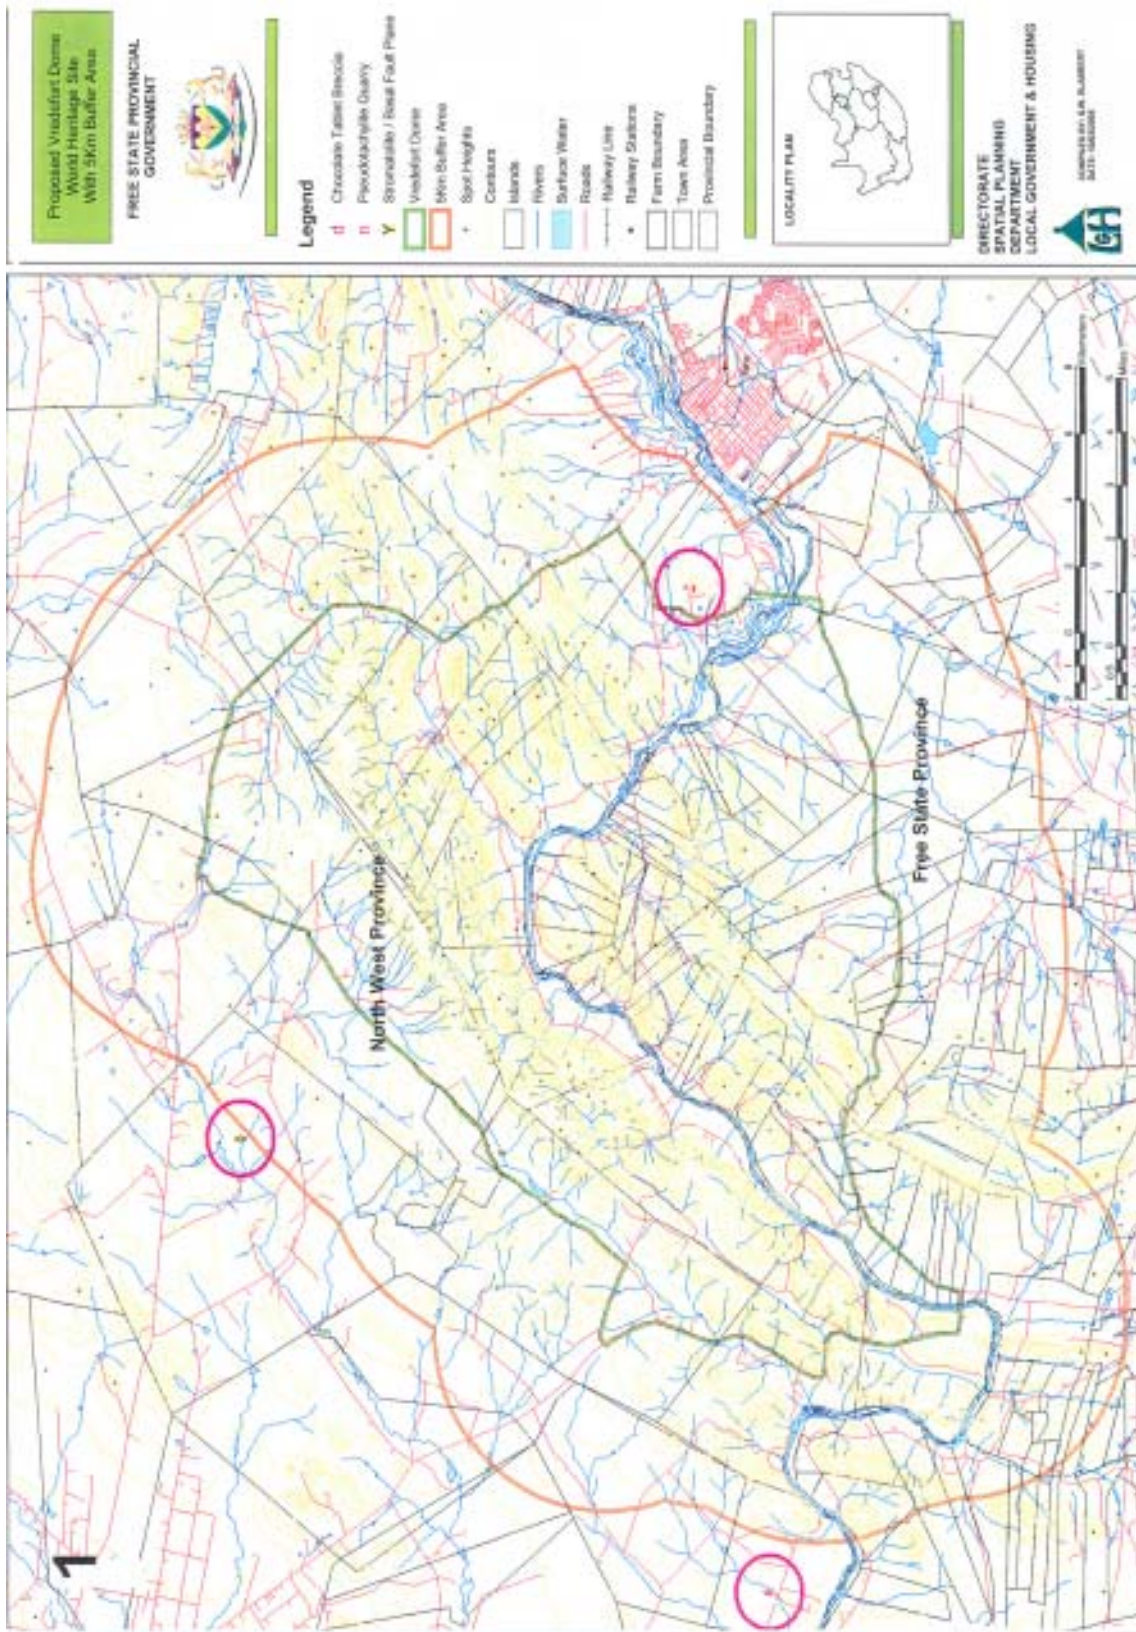 Proposed Vredefort Dome
World Heritage Site
With 5Km Buffer Area
FREE STATE PROVINCIAL
GOVERNMENT
Legend
Chocolate Tablet Breccia
Pseudotachylite Quarry
Stromatolite / Basal Fault Plane
Vredefort Dome
5Km Buffer Area
Spot Heights
Contours
Islands
Rivers
Surface Water
Roads
Railway Line
Railway Stations
Farm Boundary
Town Area
Provincial Boundary
LOCALITY PLAN
DIRECTORATE
SPATIAL PLANNING
DEPARTMENT
LOCAL GOVERNMENT & HOUSING
1
North West Province
Free State Province
Kilometers
Miles